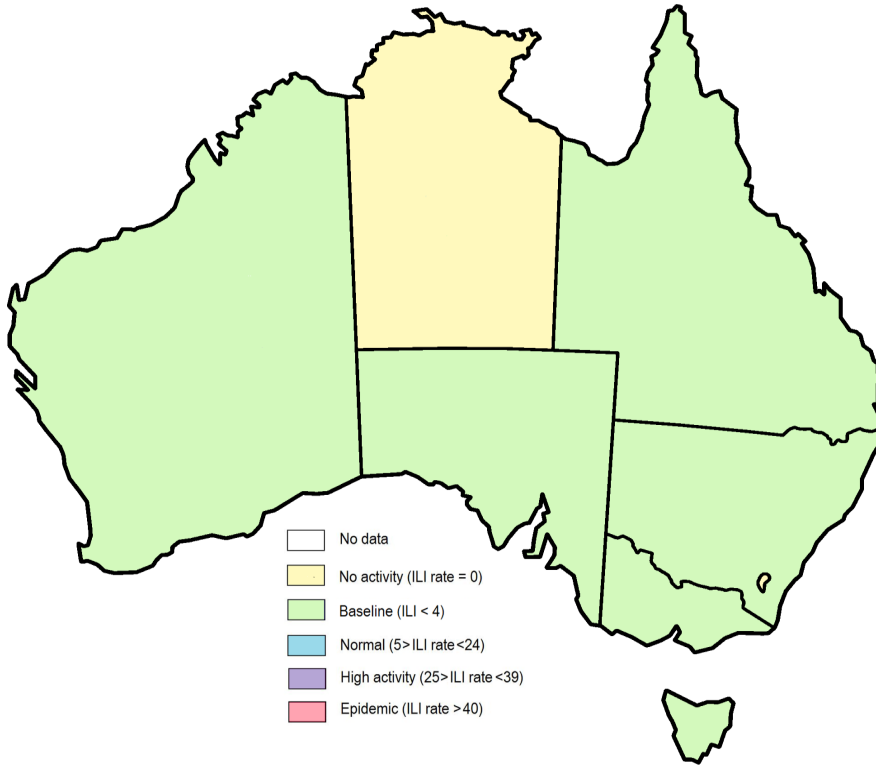 No data
No activity (ILI rate = 0)
Baseline (ILI < 4)
Normal (5> ILI rate <24)
High activity (25> ILI rate <39)
Epidemic (ILI rate >40)